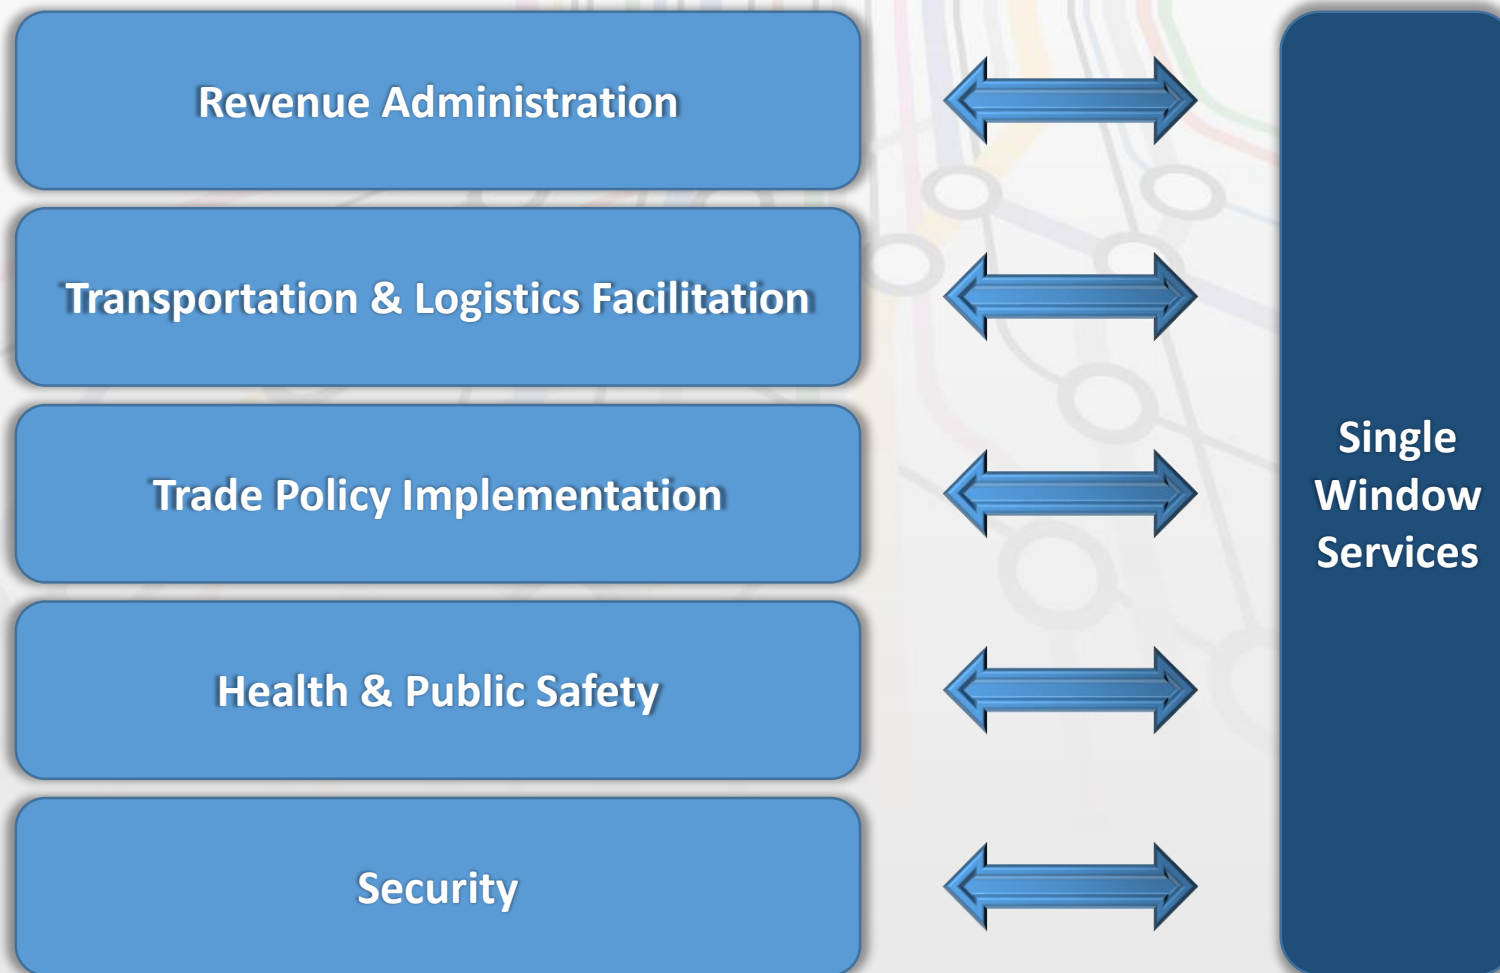 Revenue Administration
Transportation & Logistics Facilitation
Trade Policy Implementation
Health & Public Safety
Security
Single
Window
Services